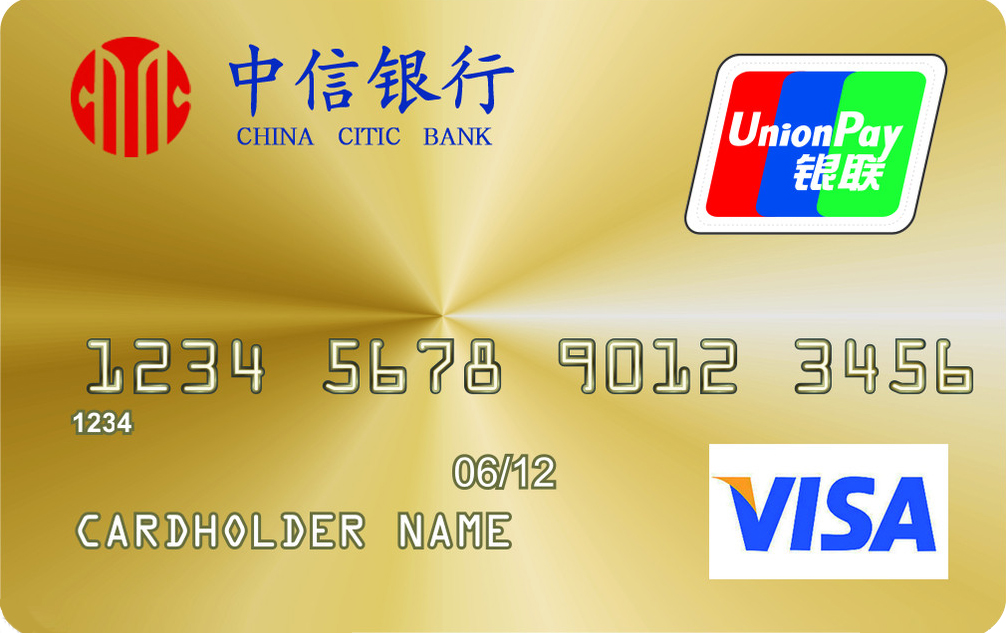 中信银行
CHINA CITIC BANK
UnionPay
银联
1234 5678 9012 3456
1234
06/12
CARDHOLDER NAME
VISA